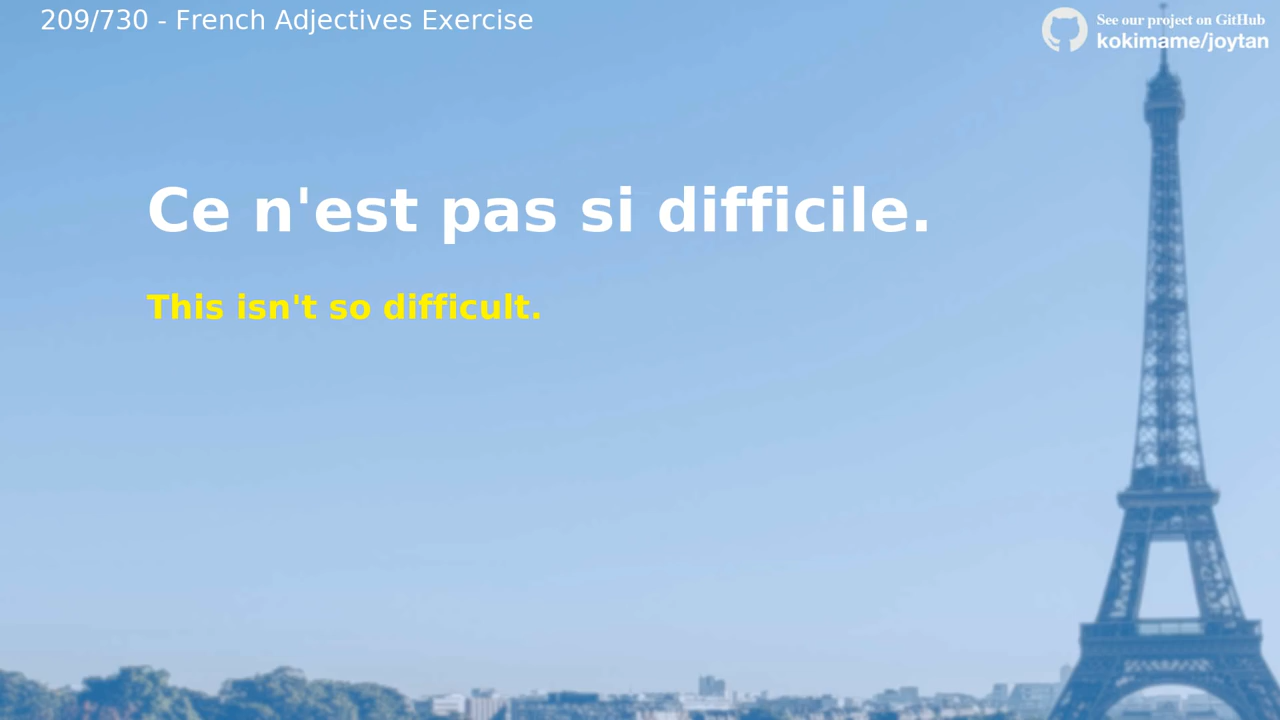 209/730 - French Adjectives Exercise
See our project on GitHub
kokimame/joytan
Ce n'est pas si difficile.
This isn't so difficult.